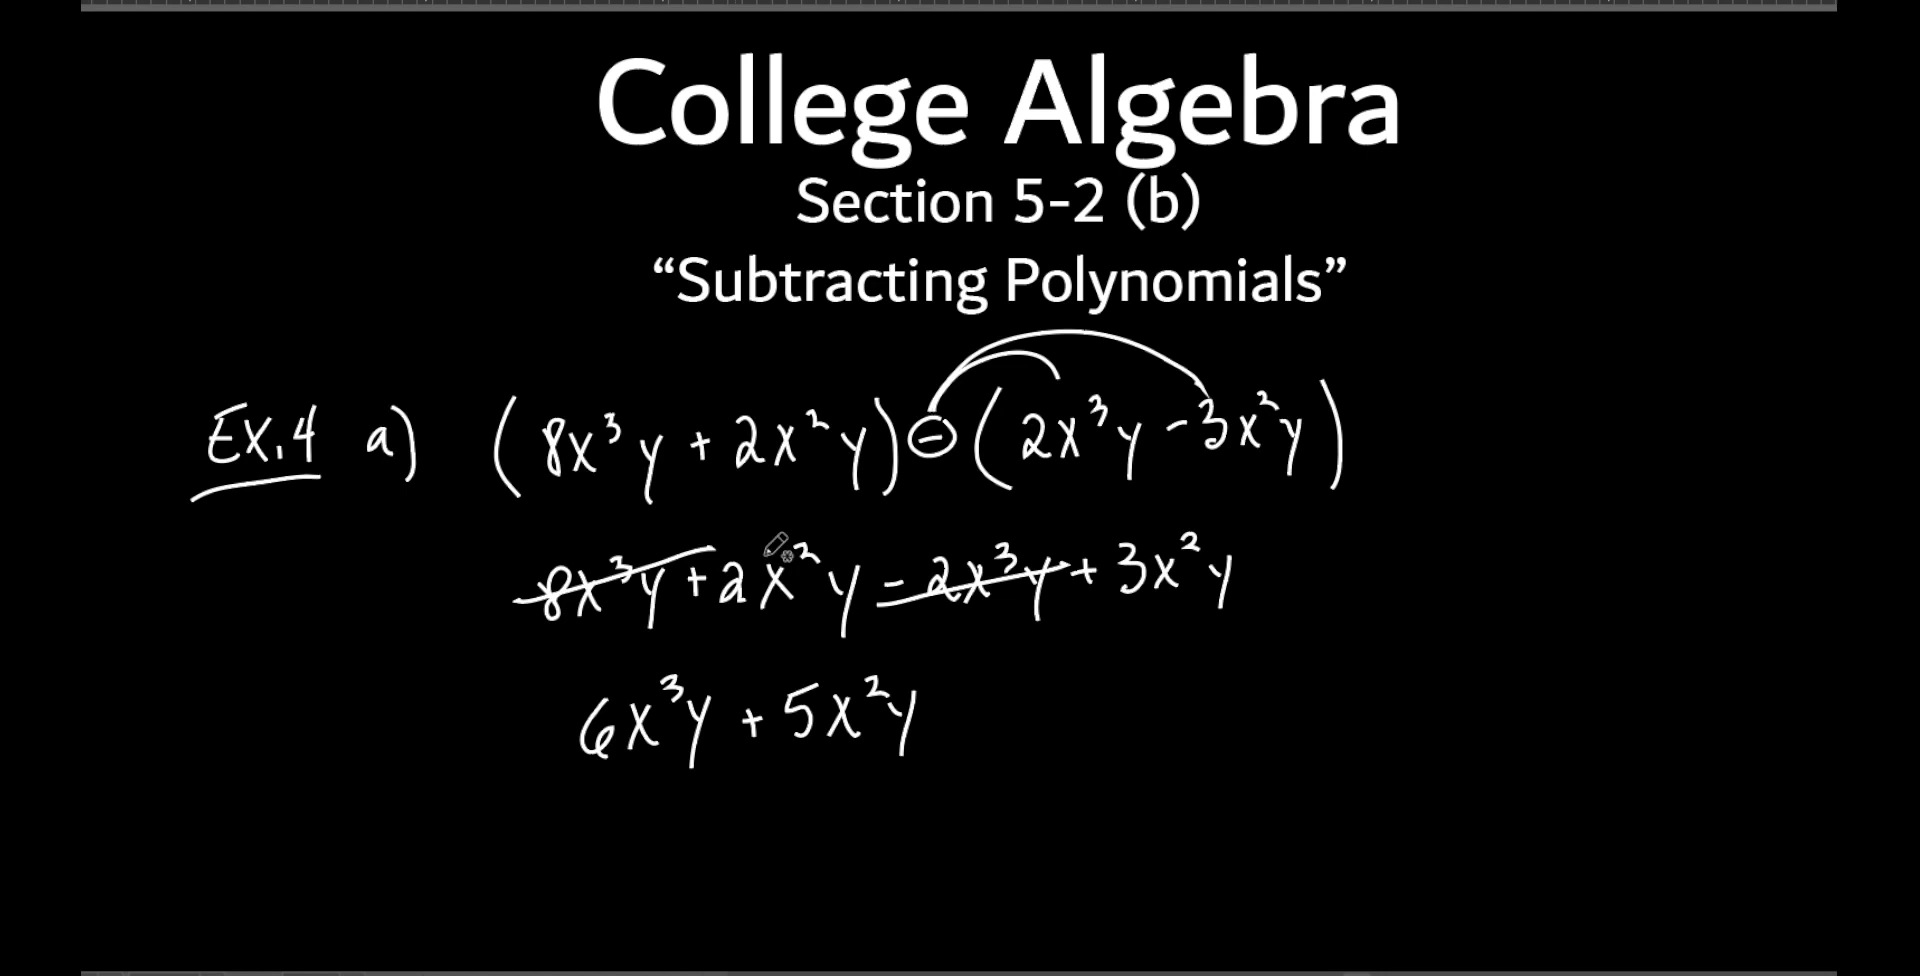 College Algebra
Section 5-2 (b)
“Subtracting Polynomials”
EX.4 a) (8x³y + 2x²y) - (2x³y - 3x²y)
8x³y + 2x²y - 2x³y + 3x²y
6x³y + 5x²y